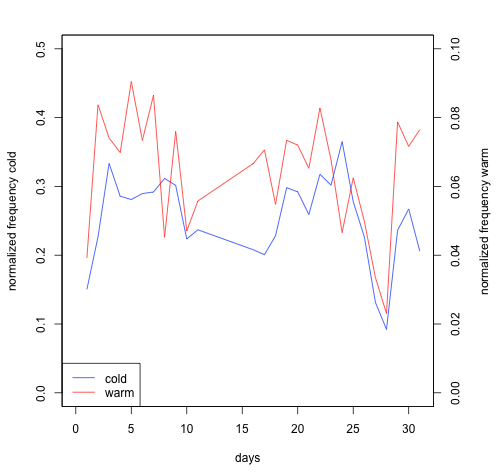 normalized frequency cold
0.0
0.1
0.2
0.3
0.4
0.5
normalized frequency warm
0.00
0.02
0.04
0.06
0.08
0.10
cold
warm
0 5 10 15 20 25 30
days